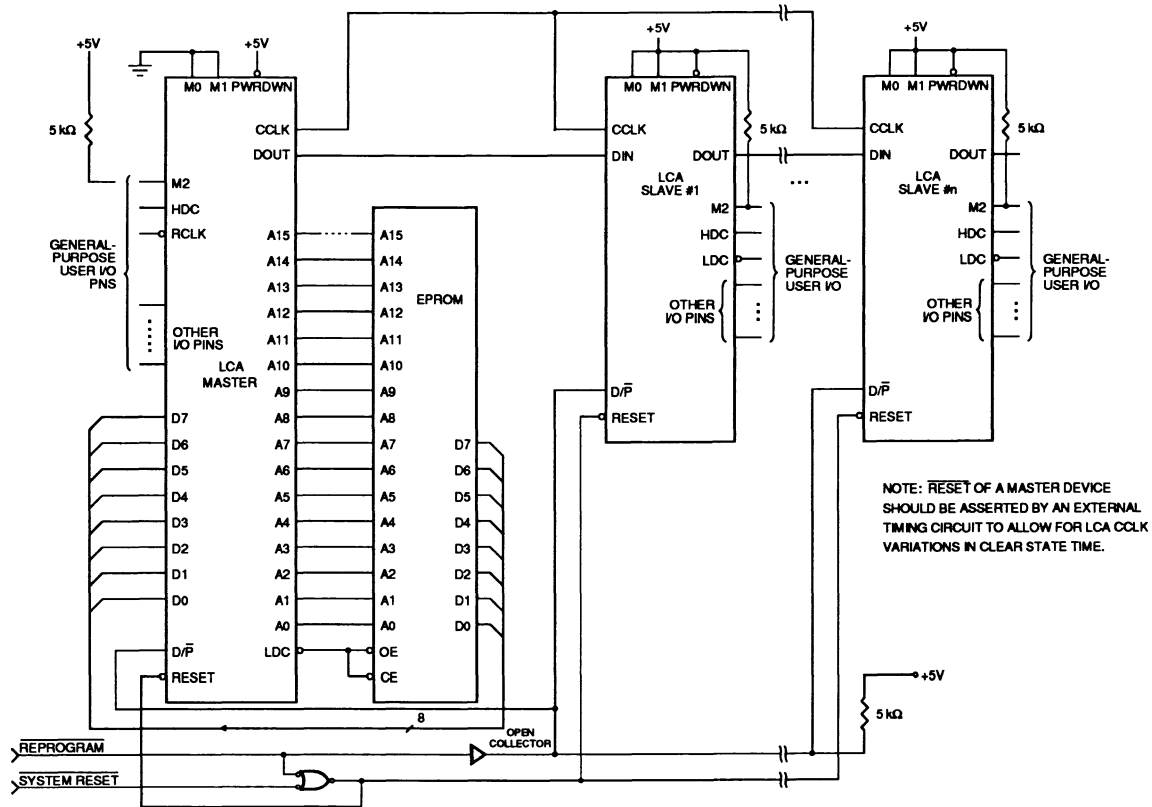 +5V
+5V
+5V
+5V
M0 M1 PWRDWN
M0 M1 PWRDWN
M0 M1 PWRDWN
5 kΩ
CCLK
CCLK
5 kΩ
CCLK
5 kΩ
DOUT
DIN
DOUT
DIN
DOUT
LCA
SLAVE #1
...
LCA
SLAVE #n
M2
HDC
RCLK
GENERAL-
PURPOSE
USER I/O
PNS
OTHER
I/O PINS
LCA
MASTER
M2
HDC
LDC
OTHER
I/O PINS
GENERAL-
PURPOSE
USER I/O
M2
HDC
LDC
OTHER
I/O PINS
GENERAL-
PURPOSE
USER I/O
A15
A14
A13
A12
A11
A10
A9
A8
A7
A6
A5
A4
A3
A2
A1
A0
LDC
A15
A14
A13
A12
A11
A10
A9
A8
A7
A6
A5
A4
A3
A2
A1
A0
OE
CE
EPROM
D7
D6
D5
D4
D3
D2
D1
D0
D7
D6
D5
D4
D3
D2
D1
D0
D/P̅
RESET
D/P̅
RESET
D/P̅
RESET
NOTE: R̅E̅S̅E̅T̅ OF A MASTER DEVICE
SHOULD BE ASSERTED BY AN EXTERNAL
TIMING CIRCUIT TO ALLOW FOR LCA CCLK
VARIATIONS IN CLEAR STATE TIME.
+5V
5 kΩ
8
OPEN
COLLECTOR
R̅E̅P̅R̅O̅G̅R̅A̅M̅
S̅Y̅S̅T̅E̅M̅ R̅E̅S̅E̅T̅